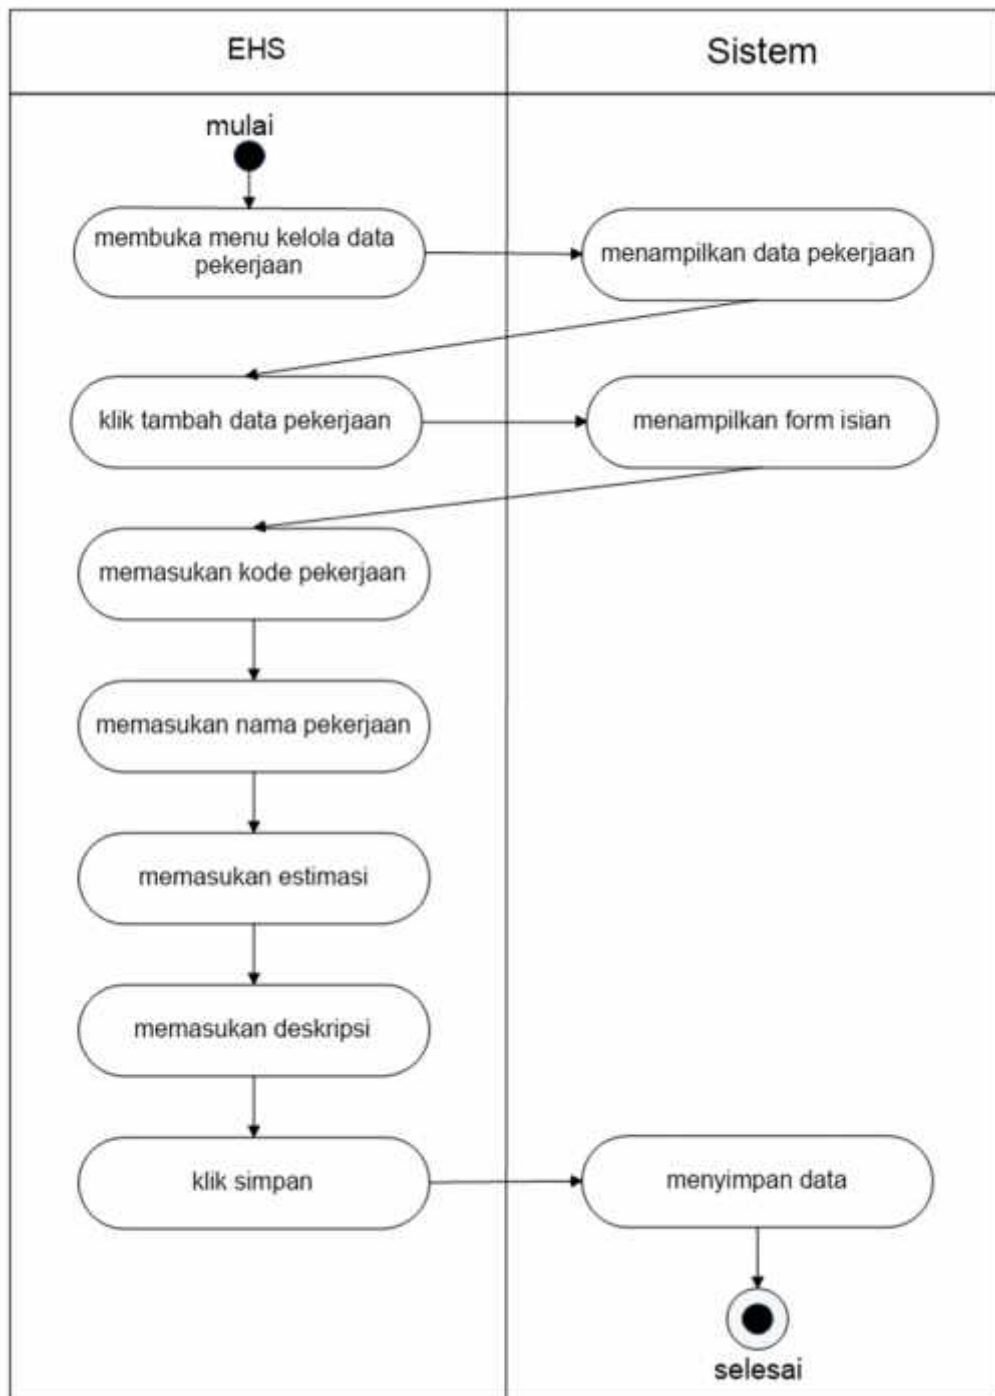 EHS
Sistem
mulai
membuka menu kelola data
pekerjaan
menampilkan data pekerjaan
klik tambah data pekerjaan
menampilkan form isian
memasukan kode pekerjaan
memasukan nama pekerjaan
memasukan estimasi
memasukan deskripsi
klik simpan
menyimpan data
selesai